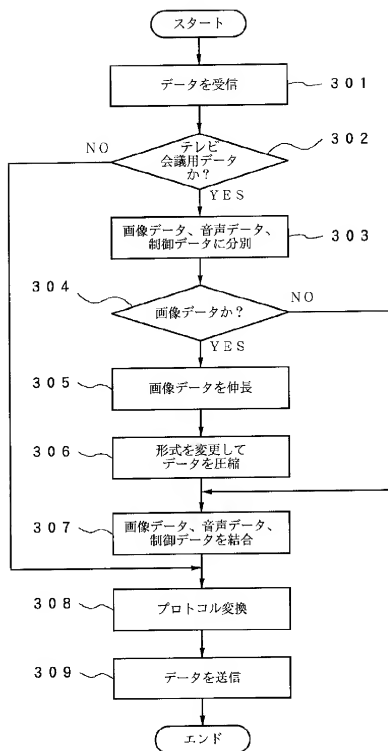 スタート
データを受信
301
NO
テレビ
会議用データ
か？
302
YES
画像データ、音声データ、
制御データに分別
303
304
画像データか？
NO
YES
305
画像データを伸長
306
形式を変更して
データを圧縮
307
画像データ、音声データ、
制御データを結合
308
プロトコル変換
309
データを送信
エンド